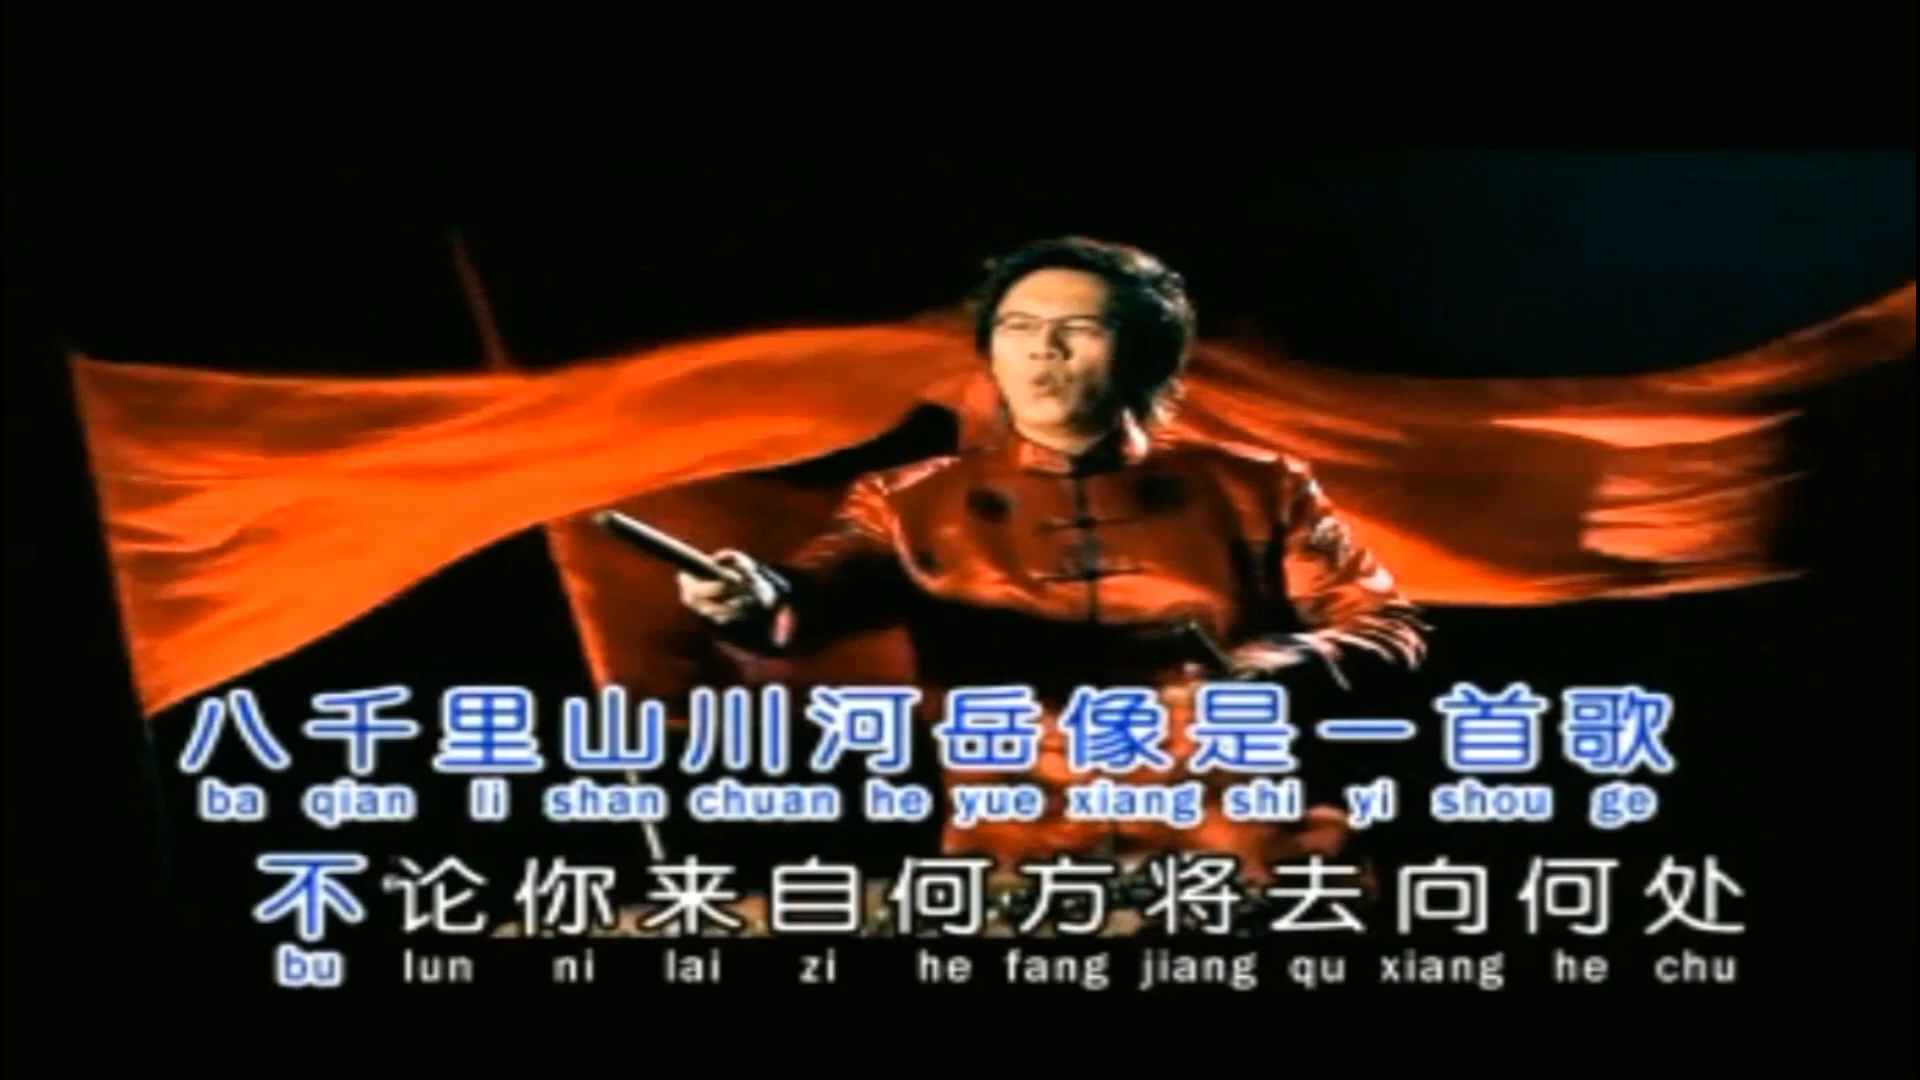 八千里山川河岳像是一首歌
ba qian li shan chuan he yue xiang shi yi shou ge
不论你来自何方将去向何处
bu lun ni lai zi he fang jiang qu xiang he chu